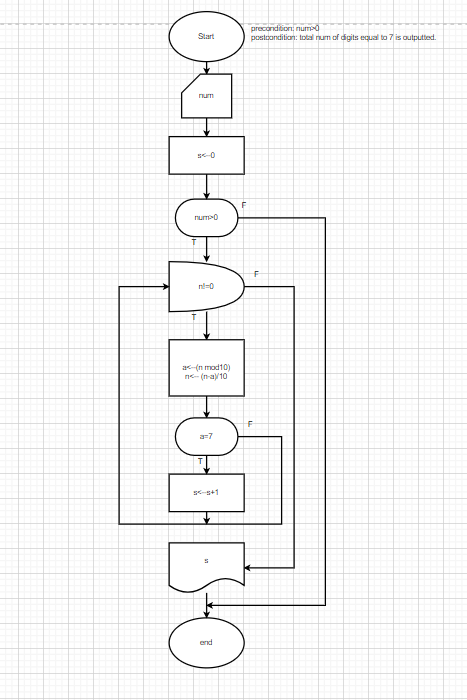 Start
precondition: num>0
postcondition: total num of digits equal to 7 is outputted.
num
s<--0
num>0
F
T
n!=0
F
T
a<--(n mod10)
n<-- (n-a)/10
a=7
F
T
s<--s+1
s
end